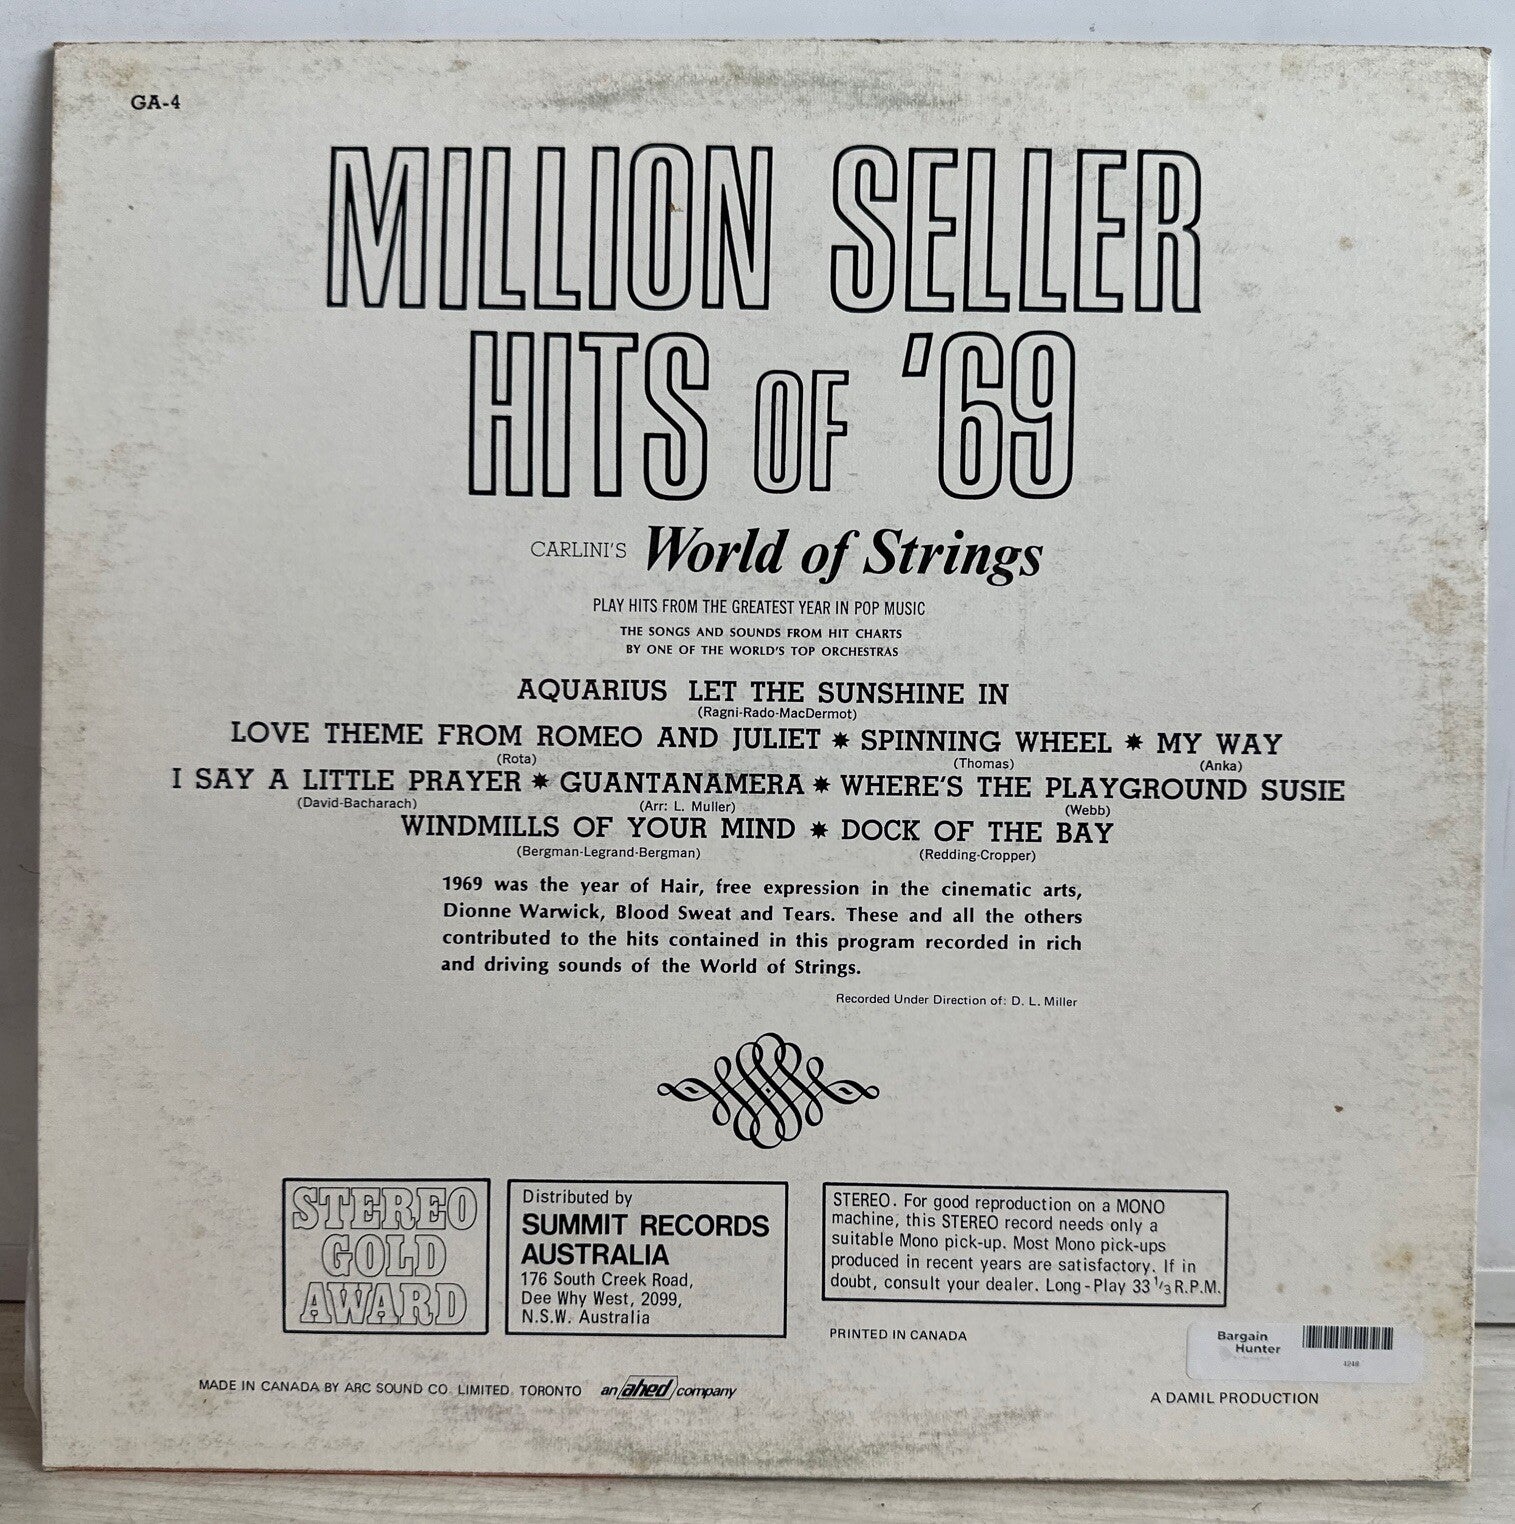 GA-4
MILLION SELLER
HITS OF '69
CARLINI'S World of Strings
PLAY HITS FROM THE GREATEST YEAR IN POP MUSIC
THE SONGS AND SOUNDS FROM HIT CHARTS
BY ONE OF THE WORLD'S TOP ORCHESTRAS
AQUARIUS LET THE SUNSHINE IN
(Ragni-Rado-MacDermot)
LOVE THEME FROM ROMEO AND JULIET ✷ SPINNING WHEEL ✷ MY WAY
(Rota) (Thomas) (Anka)
I SAY A LITTLE PRAYER ✷ GUANTANAMERA ✷ WHERE'S THE PLAYGROUND SUSIE
(David-Bacharach) (Arr: L. Muller) (Webb)
WINDMILLS OF YOUR MIND ✷ DOCK OF THE BAY
(Bergman-Legrand-Bergman) (Redding-Cropper)
1969 was the year of Hair, free expression in the cinematic arts,
Dionne Warwick, Blood Sweat and Tears. These and all the others
contributed to the hits contained in this program recorded in rich
and driving sounds of the World of Strings.
Recorded Under Direction of: D. L. Miller
STEREO
GOLD
AWARD
Distributed by
SUMMIT RECORDS
AUSTRALIA
176 South Creek Road,
Dee Why West, 2099,
N.S.W. Australia
STEREO. For good reproduction on a MONO
machine, this STEREO record needs only a
suitable Mono pick-up. Most Mono pick-ups
produced in recent years are satisfactory. If in
doubt, consult your dealer. Long-Play 33 1/3 R.P.M.
PRINTED IN CANADA
Bargain
Hunter
4248
MADE IN CANADA BY ARC SOUND CO. LIMITED. TORONTO an ahed company
A DAMIL PRODUCTION